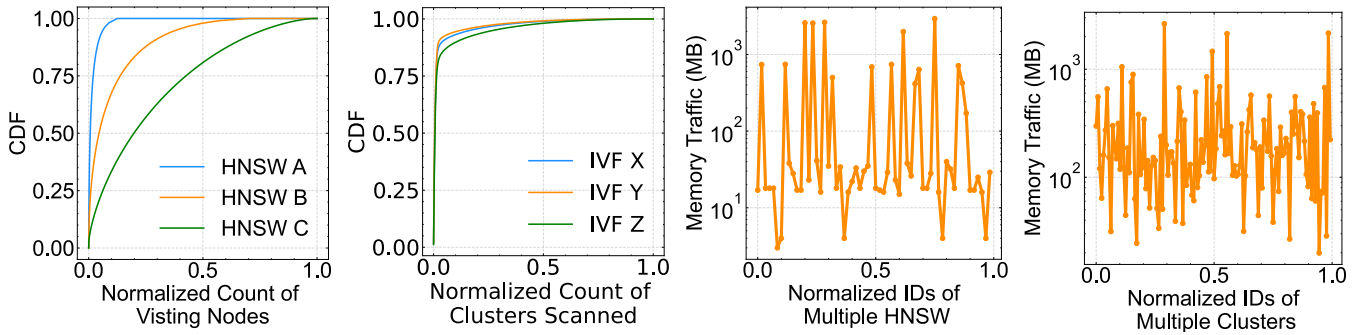 1.00
0.75
0.50
0.25
0.00
CDF
HNSW A
HNSW B
HNSW C
0.0
0.5
1.0
Normalized Count of
Visting Nodes
1.00
0.75
0.50
0.25
0.00
CDF
IVF X
IVF Y
IVF Z
0.0
0.5
1.0
Normalized Count of
Clusters Scanned
10³
10²
10¹
Memory Traffic (MB)
0.0
0.5
1.0
Normalized IDs of
Multiple HNSW
10³
10²
Memory Traffic (MB)
0.0
0.5
1.0
Normalized IDs of
Multiple Clusters